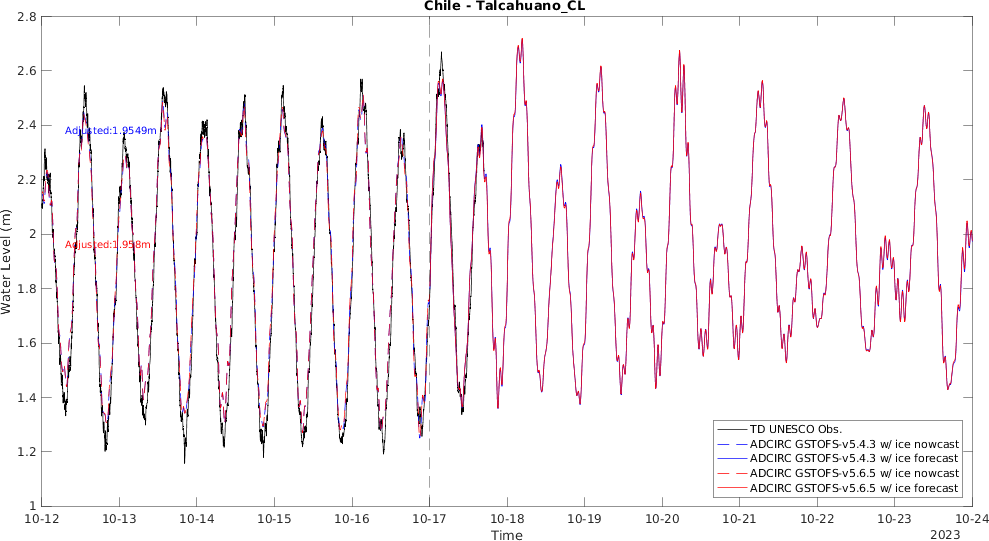 Chile - Talcahuano_CL
2.8
2.6
2.4
2.2
2
1.8
1.6
1.4
1.2
1
Water Level (m)
Adjusted:1.9549m
Adjusted:1.958m
TD UNESCO Obs.
ADCIRC GSTOFS-v5.4.3 w/ ice nowcast
ADCIRC GSTOFS-v5.4.3 w/ ice forecast
ADCIRC GSTOFS-v5.6.5 w/ ice nowcast
ADCIRC GSTOFS-v5.6.5 w/ ice forecast
10-12 10-13 10-14 10-15 10-16 10-17 10-18 10-19 10-20 10-21 10-22 10-23 10-24
Time
2023